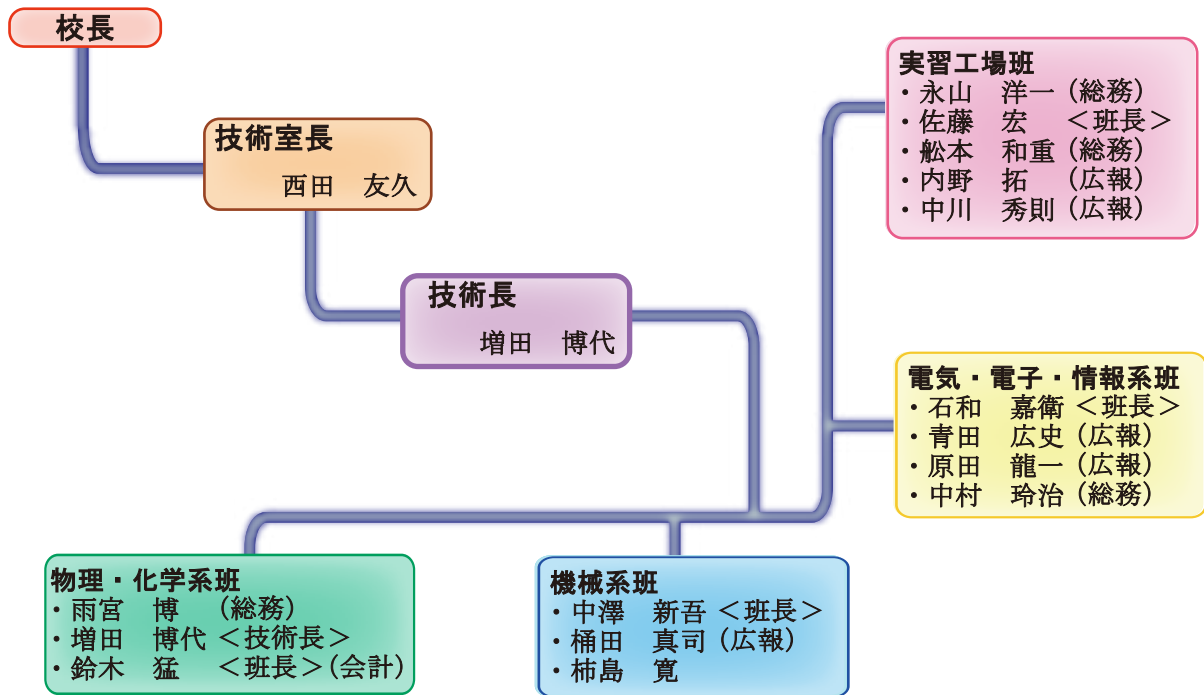 校長
技術室長
西田　友久
技術長
増田　博代
実習工場班
・永山　洋一（総務）
・佐藤　宏　＜班長＞
・舩本　和重（総務）
・内野　拓　（広報）
・中川　秀則（広報）
電気・電子・情報系班
・石和　嘉衛＜班長＞
・青田　広史（広報）
・原田　龍一（広報）
・中村　玲治（総務）
物理・化学系班
・雨宮　博　（総務）
・増田　博代＜技術長＞
・鈴木　猛　＜班長＞（会計）
機械系班
・中澤　新吾＜班長＞
・桶田　真司（広報）
・柿島　寛